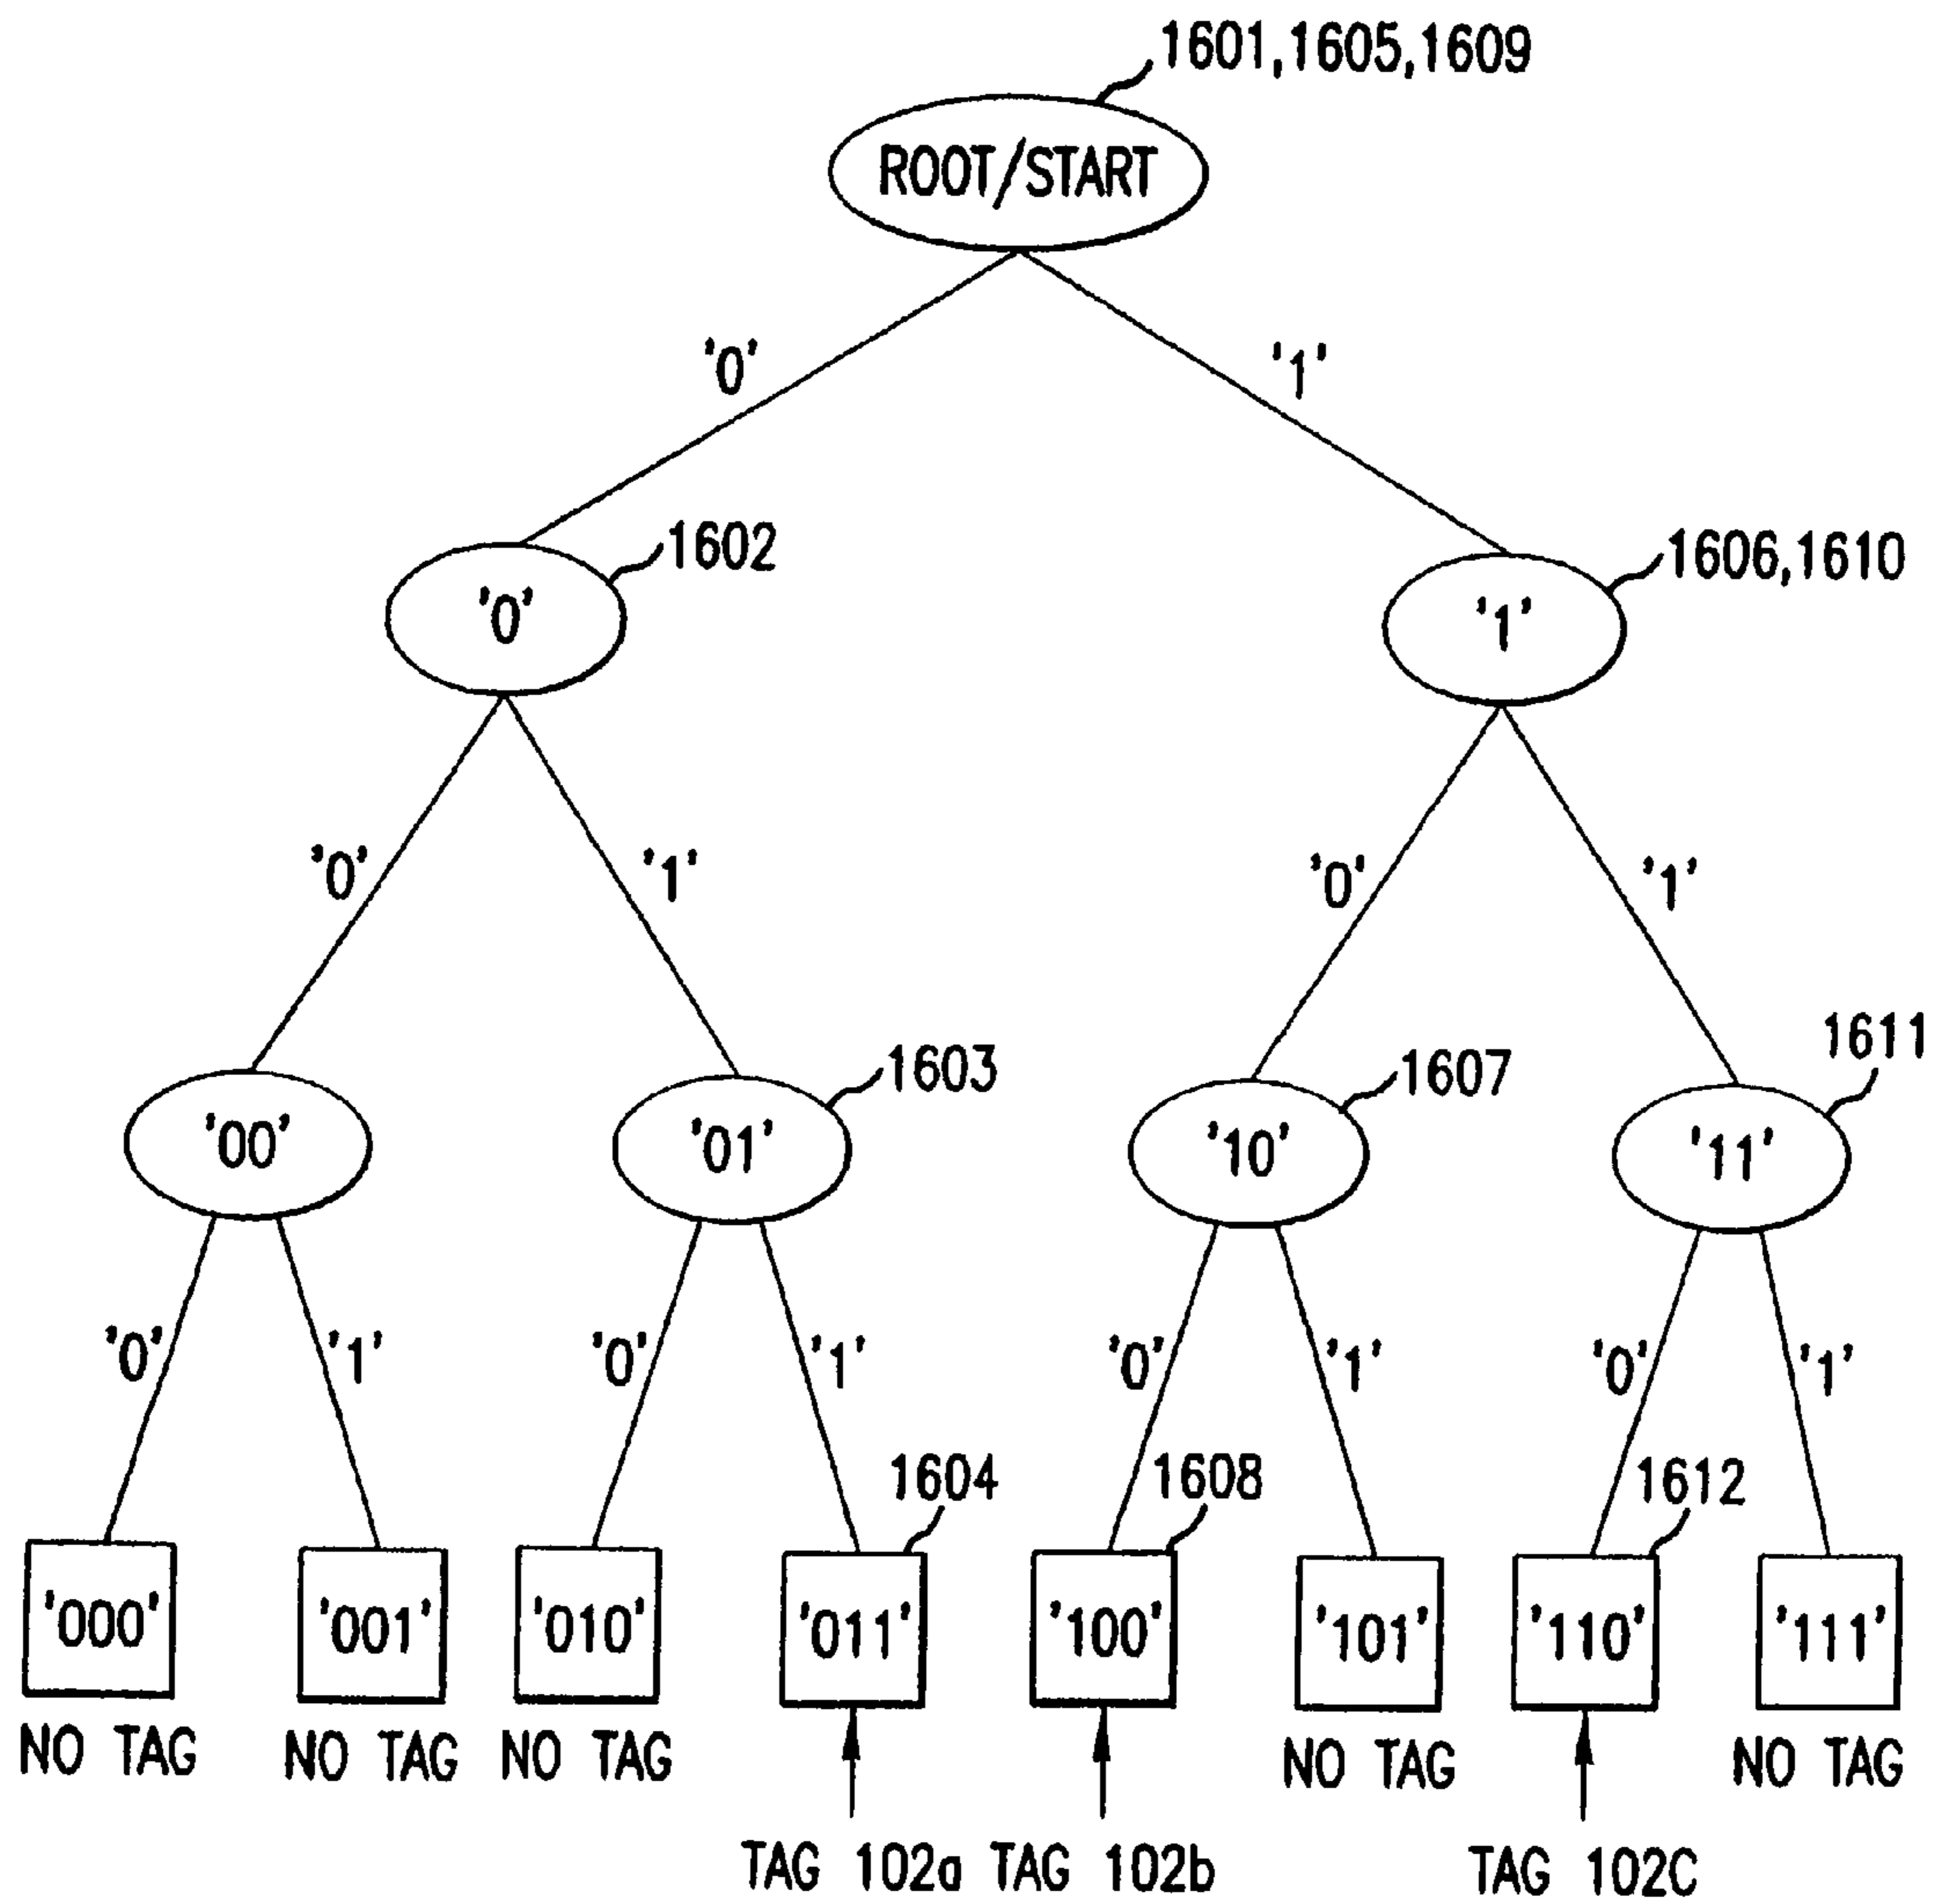 1601,1605,1609
ROOT/START
'0' '1'
1602 1606,1610
'0' '1'
'0' '1' '0' '1'
1603 1607 1611
'00' '01' '10' '11'
'0' '1' '0' '1' '0' '1' '0' '1'
1604 1608 1612
'000' '001' '010' '011' '100' '101' '110' '111'
NO TAG NO TAG NO TAG NO TAG NO TAG
TAG 102a TAG 102b TAG 102C